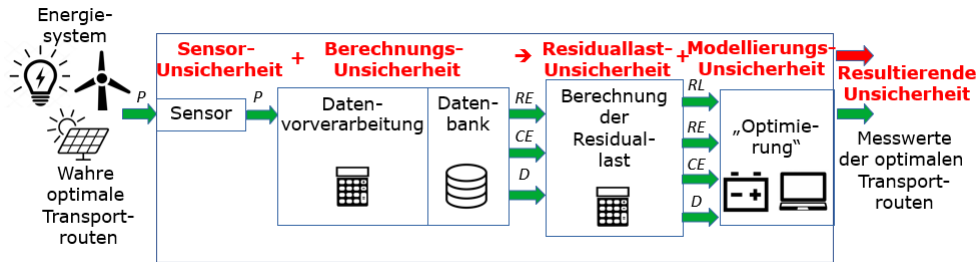 Energie-
system
P
Wahre
optimale
Transport-
routen
Sensor-
Unsicherheit
+
Berechnungs-
Unsicherheit
→
Residuallast-
Unsicherheit
+
Modellierungs-
Unsicherheit
Sensor
P
Daten-
vorverarbeitung
Daten-
bank
RE
CE
D
Berechnung
der
Residual-
last
RL
RE
CE
D
„Optimie-
rung“
Resultierende
Unsicherheit
Messwerte
der optimalen
Transport-
routen